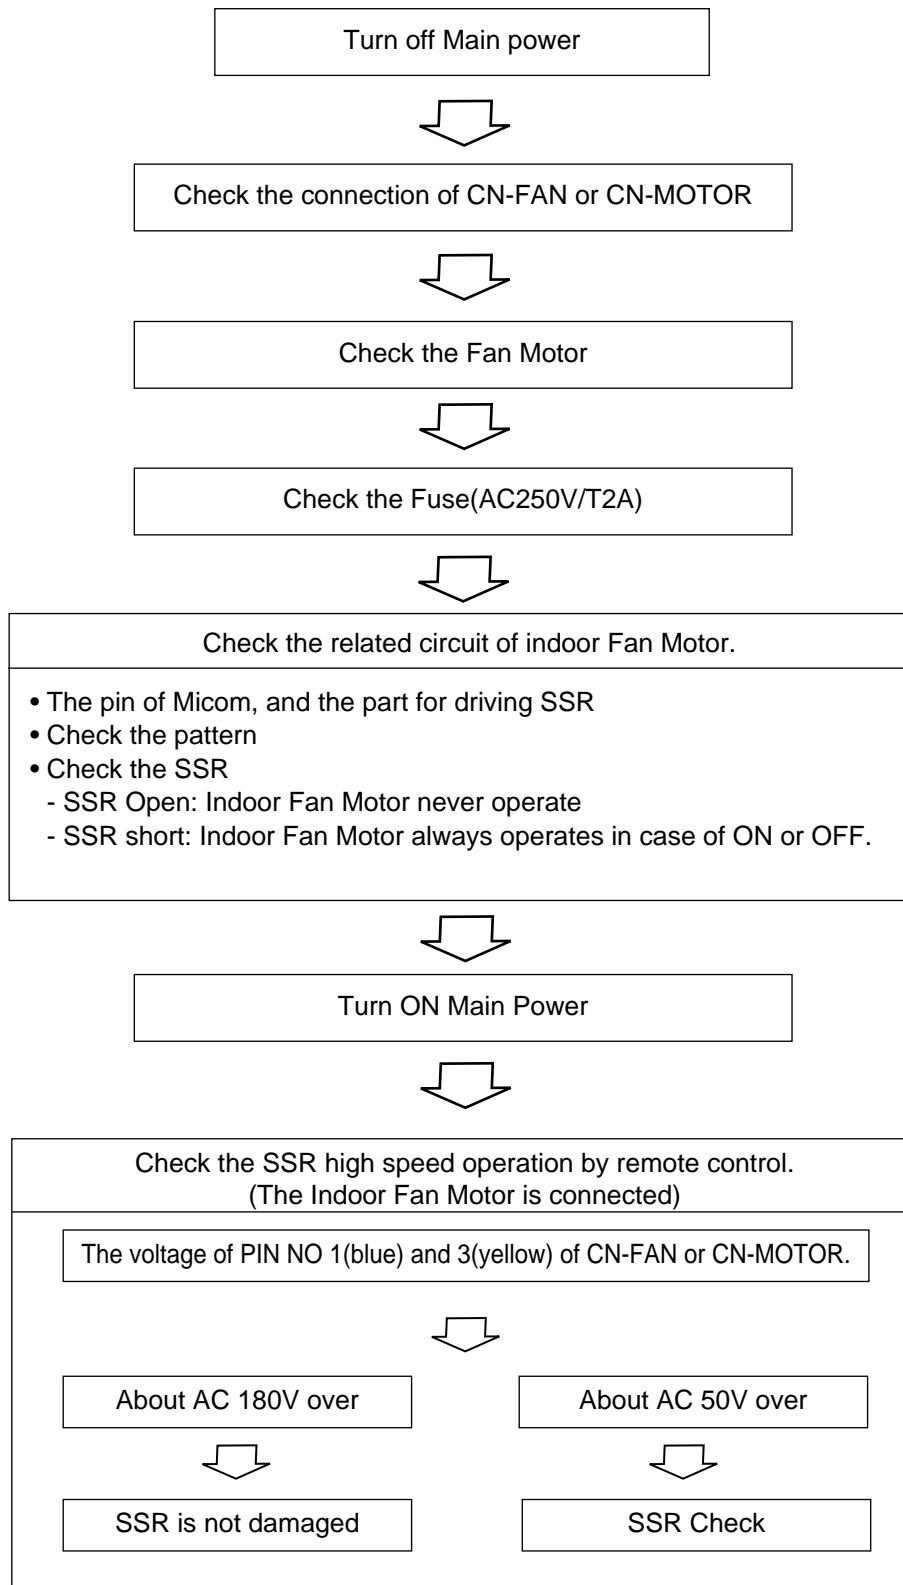 Turn off Main power
Check the connection of CN-FAN or CN-MOTOR
Check the Fan Motor
Check the Fuse(AC250V/T2A)
Check the related circuit of indoor Fan Motor.
• The pin of Micom, and the part for driving SSR
• Check the pattern
• Check the SSR
- SSR Open: Indoor Fan Motor never operate
- SSR short: Indoor Fan Motor always operates in case of ON or OFF.
Turn ON Main Power
Check the SSR high speed operation by remote control.
(The Indoor Fan Motor is connected)
The voltage of PIN NO 1(blue) and 3(yellow) of CN-FAN or CN-MOTOR.
About AC 180V over
About AC 50V over
SSR is not damaged
SSR Check